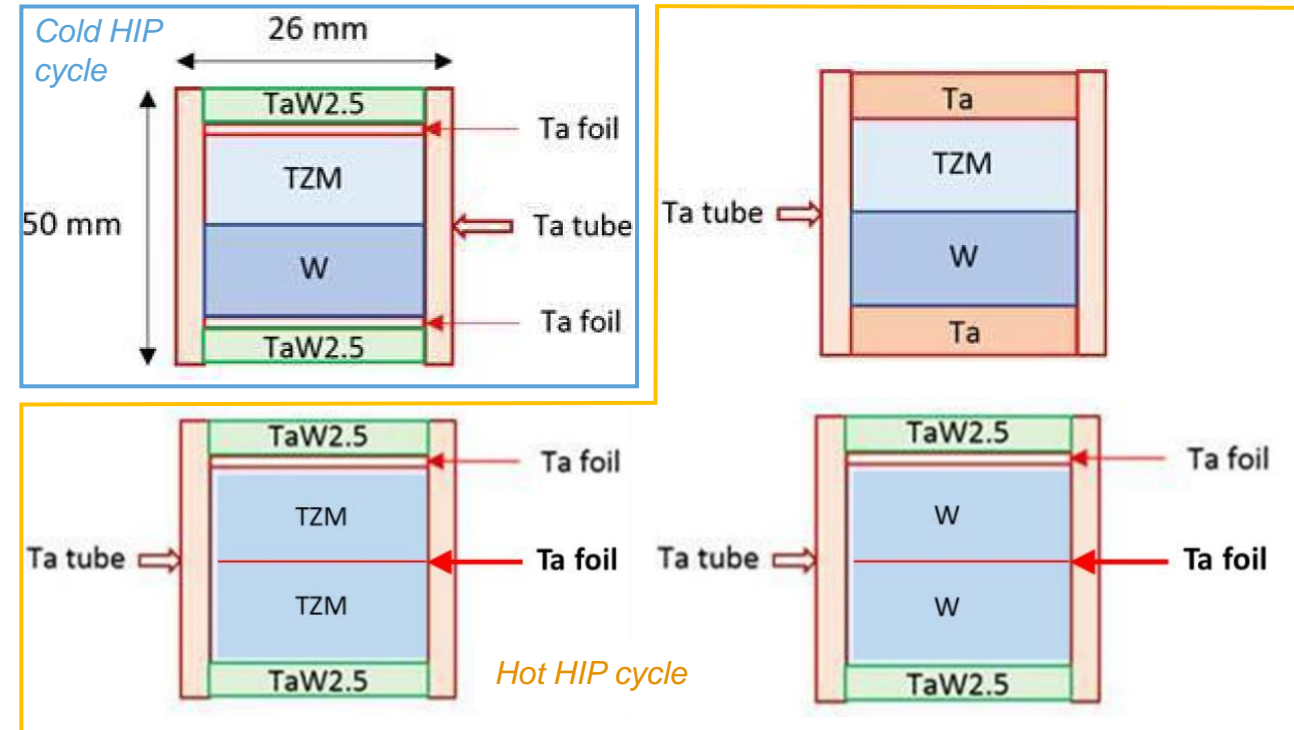 Cold HIP
cycle
26 mm
50 mm
TaW2.5
Ta foil
TZM
Ta tube
W
Ta foil
TaW2.5
Ta
TZM
Ta tube
W
Ta
TaW2.5
Ta foil
TZM
Ta tube
Ta foil
TZM
TaW2.5
Hot HIP cycle
TaW2.5
Ta foil
W
Ta tube
Ta foil
W
TaW2.5